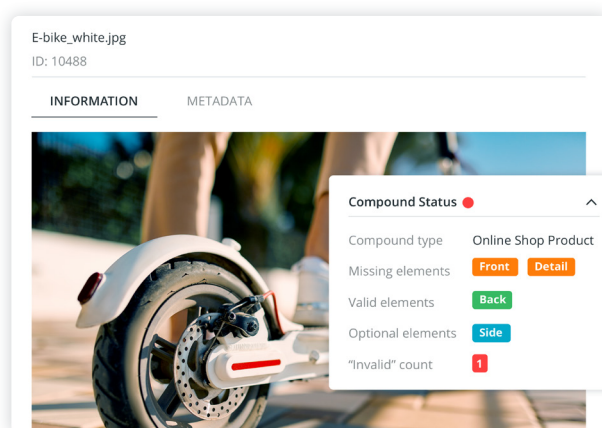 E-bike_white.jpg
ID: 10488
INFORMATION METADATA
Compound Status
Compound type Online Shop Product
Missing elements Front Detail
Valid elements Back
Optional elements Side
“Invalid” count 1